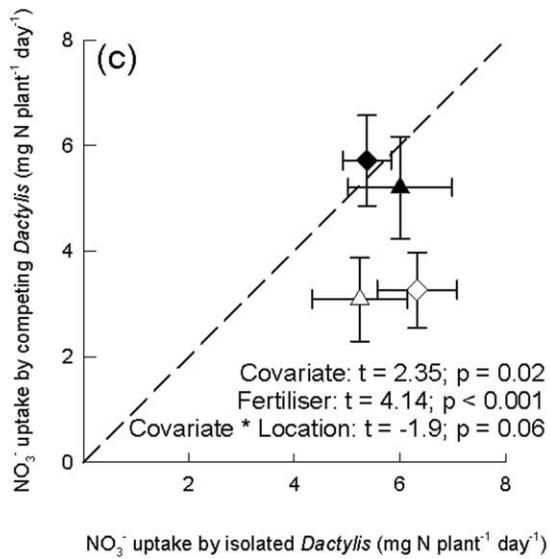 (c)
NO₃⁻ uptake by competing Dactylis (mg N plant⁻¹ day⁻¹)
8
6
4
2
0
Covariate: t = 2.35; p = 0.02
Fertiliser: t = 4.14; p < 0.001
Covariate * Location: t = -1.9; p = 0.06
2 4 6 8
NO₃⁻ uptake by isolated Dactylis (mg N plant⁻¹ day⁻¹)